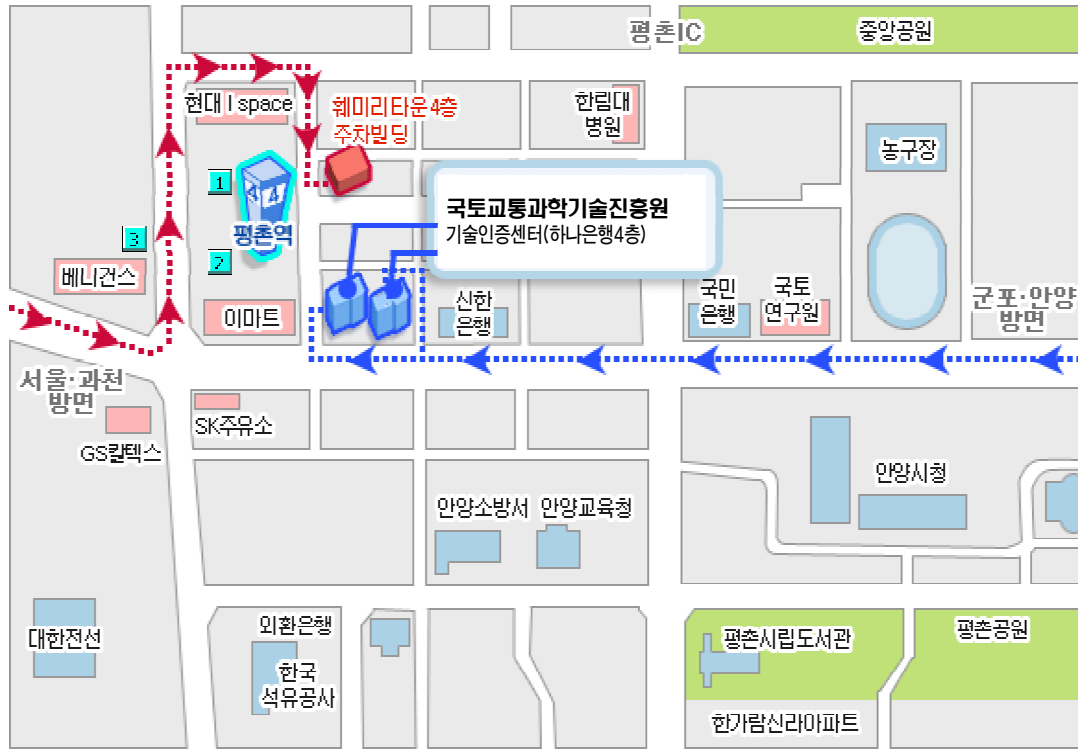 평촌IC
중앙공원
현대 I space
훼미리타운 4층
주차빌딩
한림대
병원
농구장
1
4
4
국토교통과학기술진흥원
기술인증센터(하나은행4층)
평촌역
3
2
베니건스
이마트
신한
은행
국민
은행
국토
연구원
군포·안양
방면
서울·과천
방면
SK주유소
GS칼텍스
안양시청
안양소방서
안양교육청
외환은행
대한전선
평촌시립도서관
평촌공원
한국
석유공사
한가람신라아파트